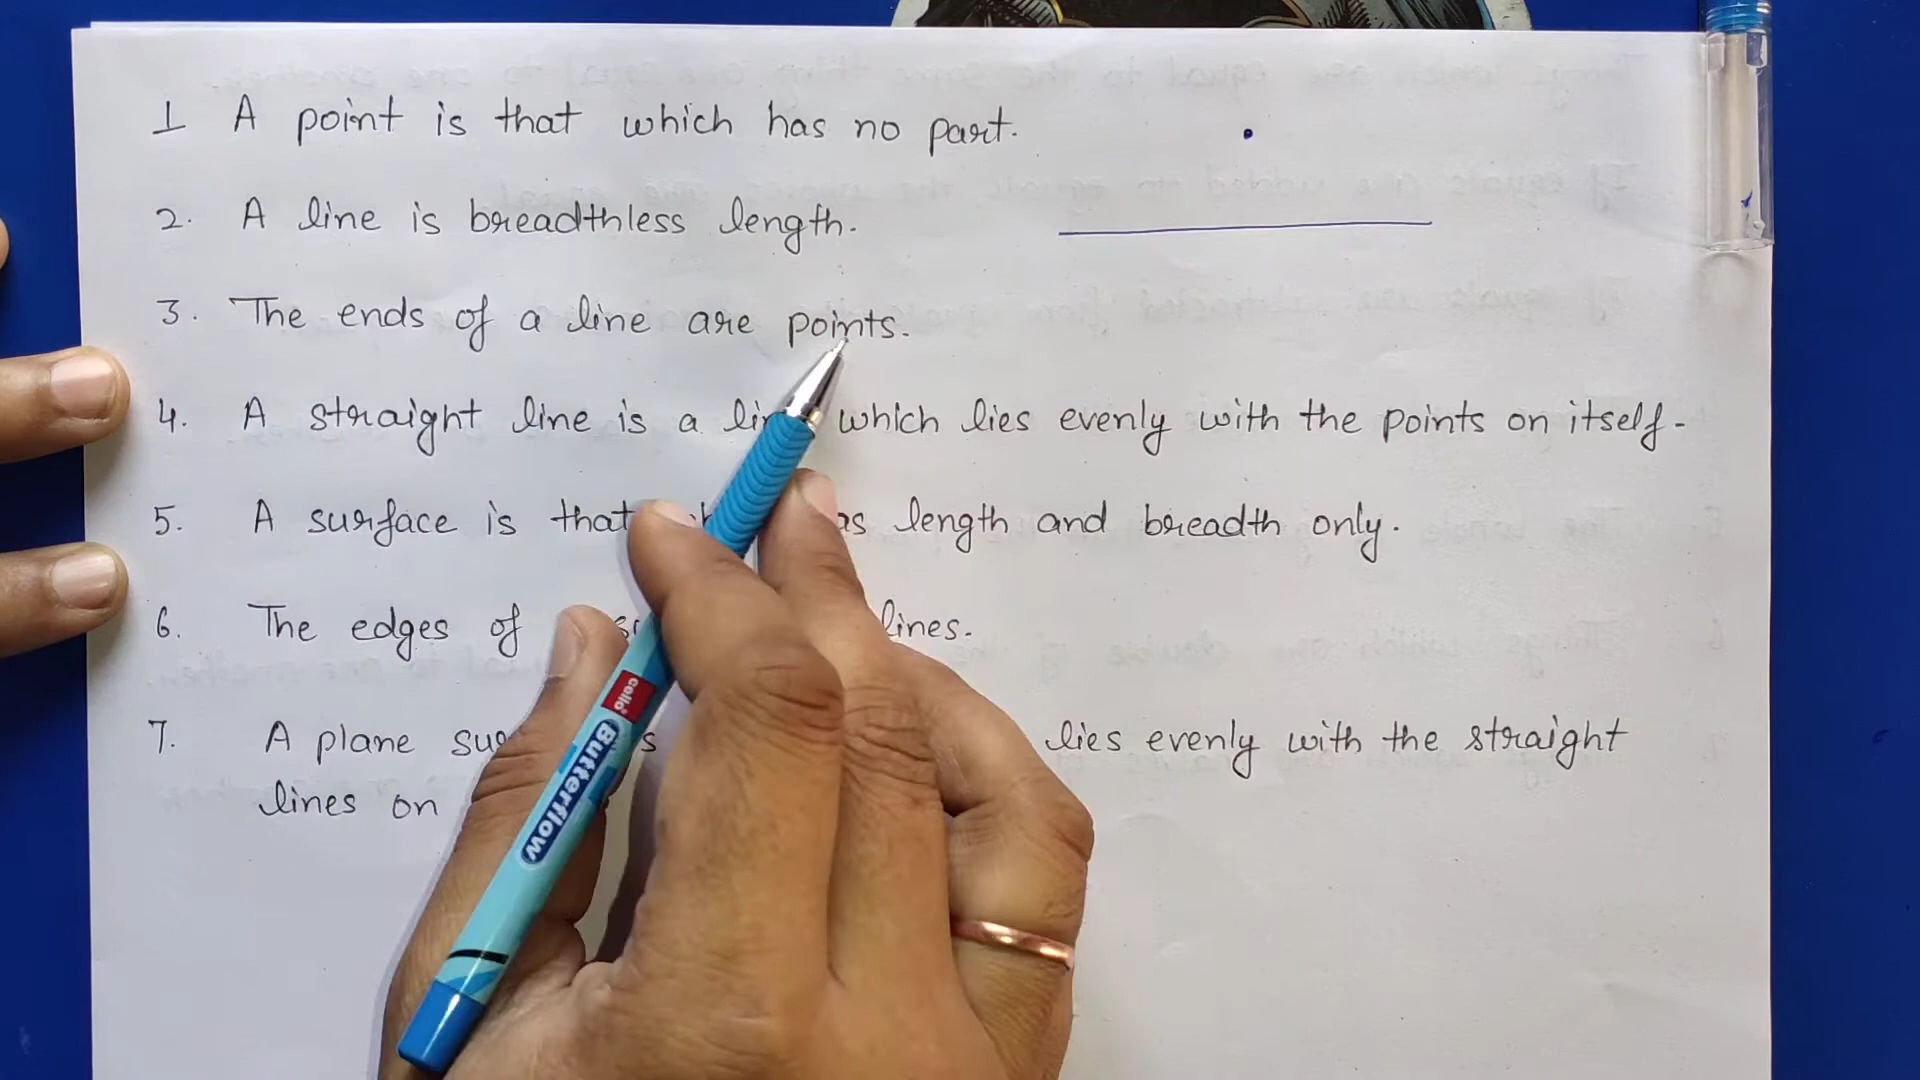 1 A point is that which has no part.
2. A line is breadthless length.
3. The ends of a line are points.
4. A straight line is a line which lies evenly with the points on itself.
5. A surface is that has length and breadth only.
6. The edges of lines.
7. A plane lies evenly with the straight
lines on
cello
Butterflow